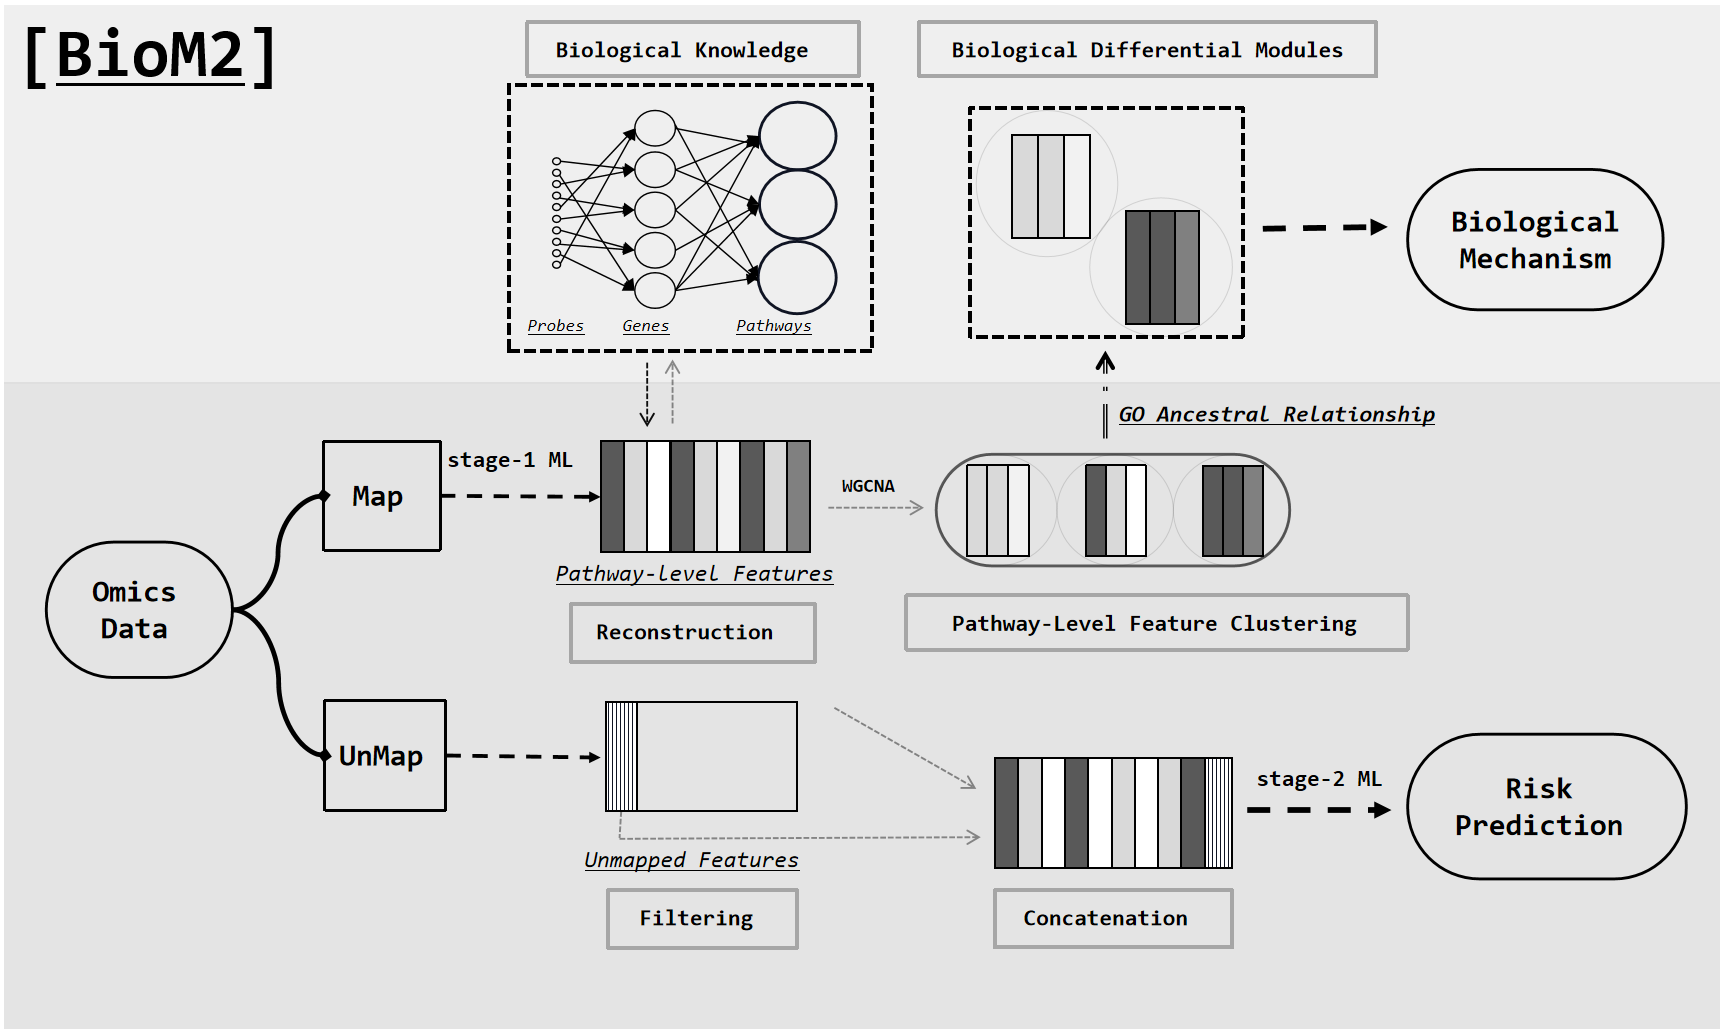 [BioM2]
Biological Knowledge
Biological Differential Modules
Probes
Genes
Pathways
Biological
Mechanism
GO Ancestral Relationship
Map
stage-1 ML
WGCNA
Omics
Data
Pathway-level Features
Reconstruction
Pathway-Level Feature Clustering
UnMap
Unmapped Features
Filtering
Concatenation
stage-2 ML
Risk
Prediction